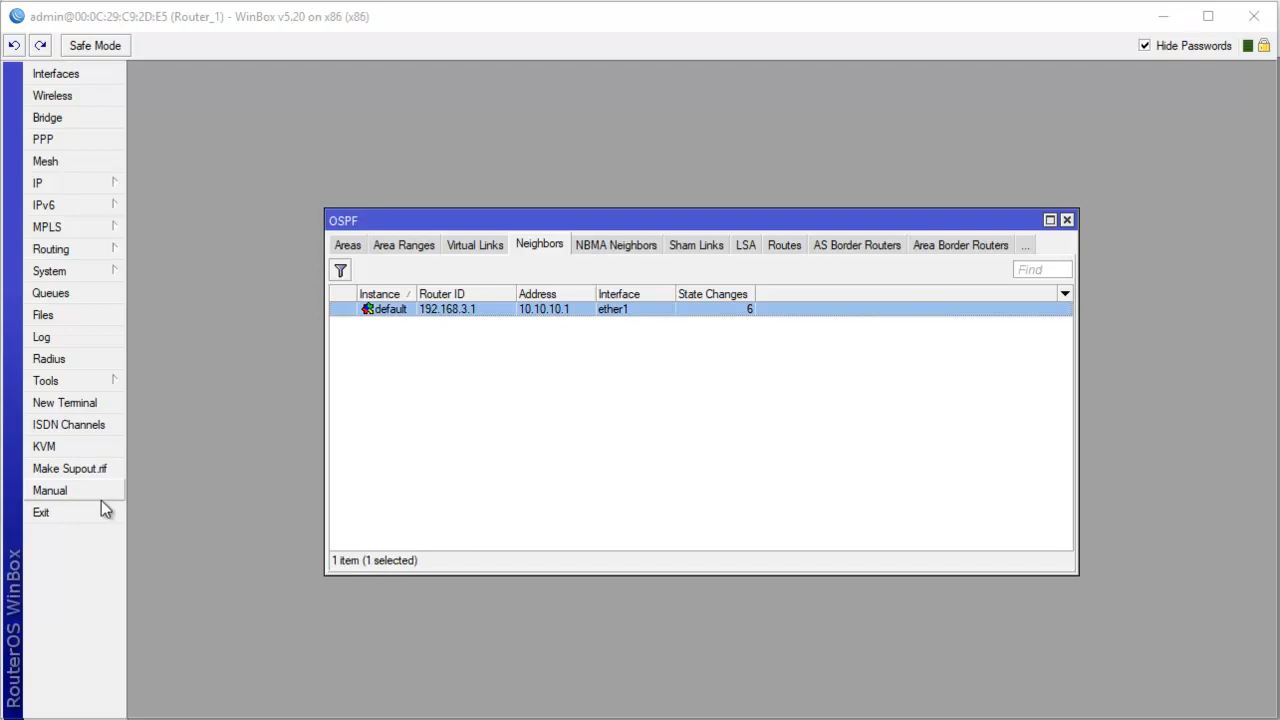 admin@00:0C:29:C9:2D:E5 (Router_1) - WinBox v5.20 on x86 (x86)
Safe Mode
Hide Passwords
Interfaces
Wireless
Bridge
PPP
Mesh
IP
IPv6
MPLS
Routing
System
Queues
Files
Log
Radius
Tools
New Terminal
ISDN Channels
KVM
Make Supout.rif
Manual
Exit
RouterOS WinBox
OSPF
Areas Area Ranges Virtual Links Neighbors NBMA Neighbors Sham Links LSA Routes AS Border Routers Area Border Routers ...
Find
Instance Router ID Address Interface State Changes
default 192.168.3.1 10.10.10.1 ether1 6
1 item (1 selected)